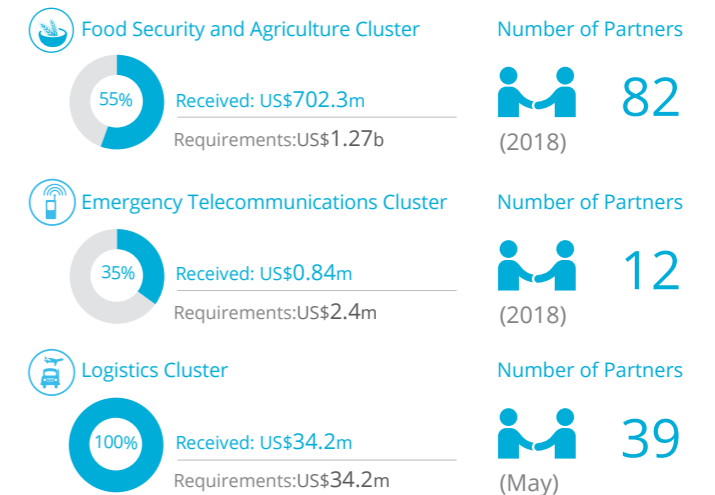 Food Security and Agriculture Cluster
Number of Partners
55%
Received: US$702.3m
Requirements:US$1.27b
82
(2018)
Emergency Telecommunications Cluster
Number of Partners
35%
Received: US$0.84m
Requirements:US$2.4m
12
(2018)
Logistics Cluster
Number of Partners
100%
Received: US$34.2m
Requirements:US$34.2m
39
(May)